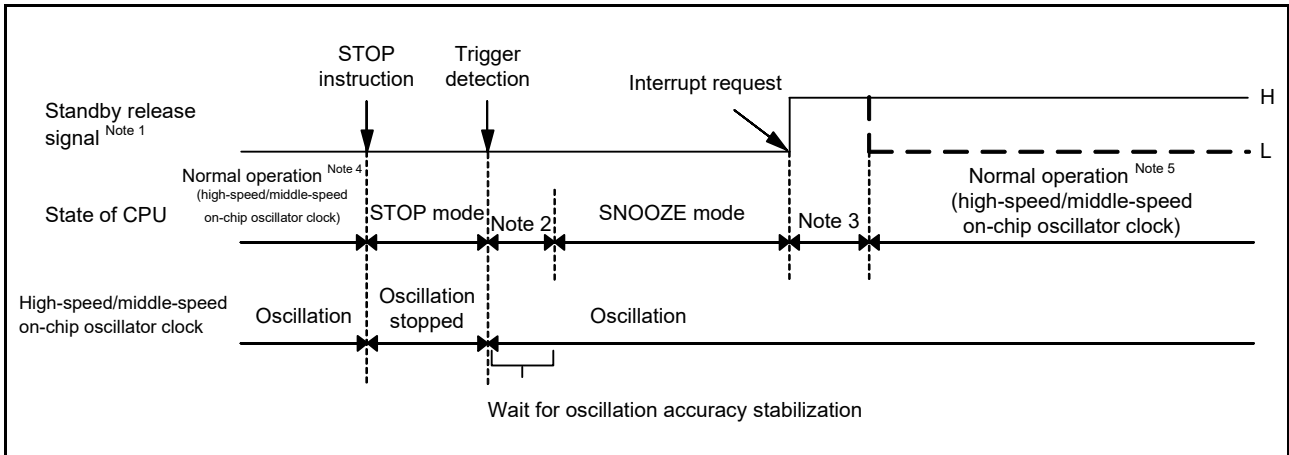 STOP
instruction
Trigger
detection
Interrupt request
Standby release
signal Note 1
H
L
Normal operation Note 4
(high-speed/middle-speed
on-chip oscillator clock)
State of CPU
STOP mode
Note 2
SNOOZE mode
Note 3
Normal operation Note 5
(high-speed/middle-speed
on-chip oscillator clock)
High-speed/middle-speed
on-chip oscillator clock
Oscillation
Oscillation
stopped
Oscillation
Wait for oscillation accuracy stabilization